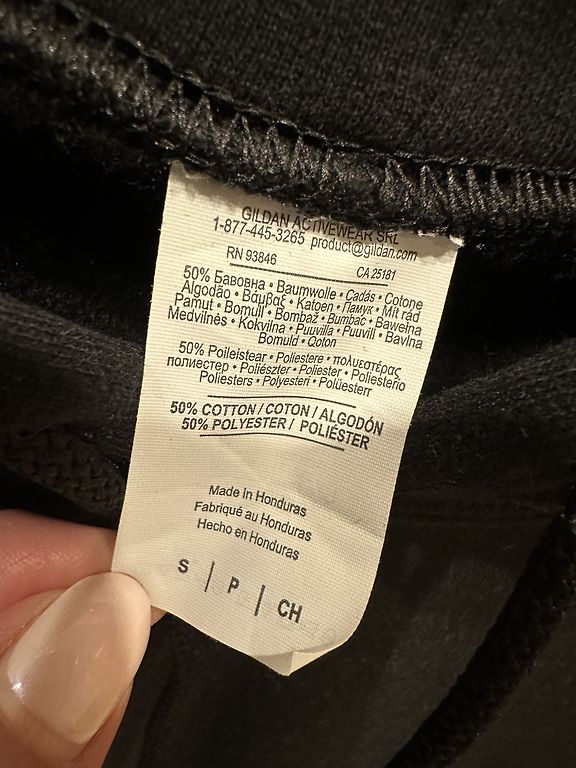 GILDAN ACTIVEWEAR SRL
1-877-445-3265 product@gildan.com
RN 93846 CA 25181
50% Бавовна • Baumwolle • Cadás • Cotone
Algodão • Βαμβας • Katoen • Памук • Mit rád
Pamut • Bomull • Bombaž • Bumbac • Bawełna
Medvilnės • Kokvilna • Puuvilla • Puuvill • Bavlna
Bomuld • Qoton
50% Poileistear • Poliestere • πολυεστέρας
полиестер • Poliészter • Poliester • Poliesterio
Poliesters • Polyesteri • Polüesterr
50% COTTON / COTON / ALGODÓN
50% POLYESTER / POLIÉSTER
Made in Honduras
Fabriqué au Honduras
Hecho en Honduras
S | P | CH